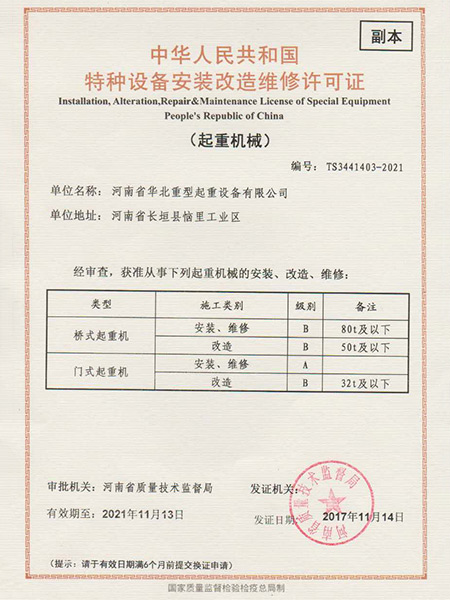 副本
中华人民共和国
特种设备安装改造维修许可证
Installation, Alteration,Repair&Maintenance License of Special Equipment
People's Republic of China
(起重机械)
编号: TS3441403-2021
单位名称: 河南省华北重型起重设备有限公司
单位地址: 河南省长垣县恼里工业区
经审查, 获准从事下列起重机械的安装、改造、维修:
类型 施工类别 级别 备注
桥式起重机 安装、维修 B 80t及以下
改造 B 50t及以下
门式起重机 安装、维修 A
改造 B 32t及以下
审批机关: 河南省质量技术监督局 发证机关:
有效期至: 2021年11月13日 发证日期: 2017年11月14日
河南省质量技术监督局
(提示: 请于有效日期满6个月前提交换证申请)
国家质量监督检验检疫总局制